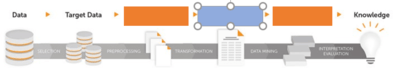 Data
Target Data
Knowledge
SELECTION
PREPROCESSING
TRANSFORMATION
DATA MINING
INTERPRETATION
EVALUATION